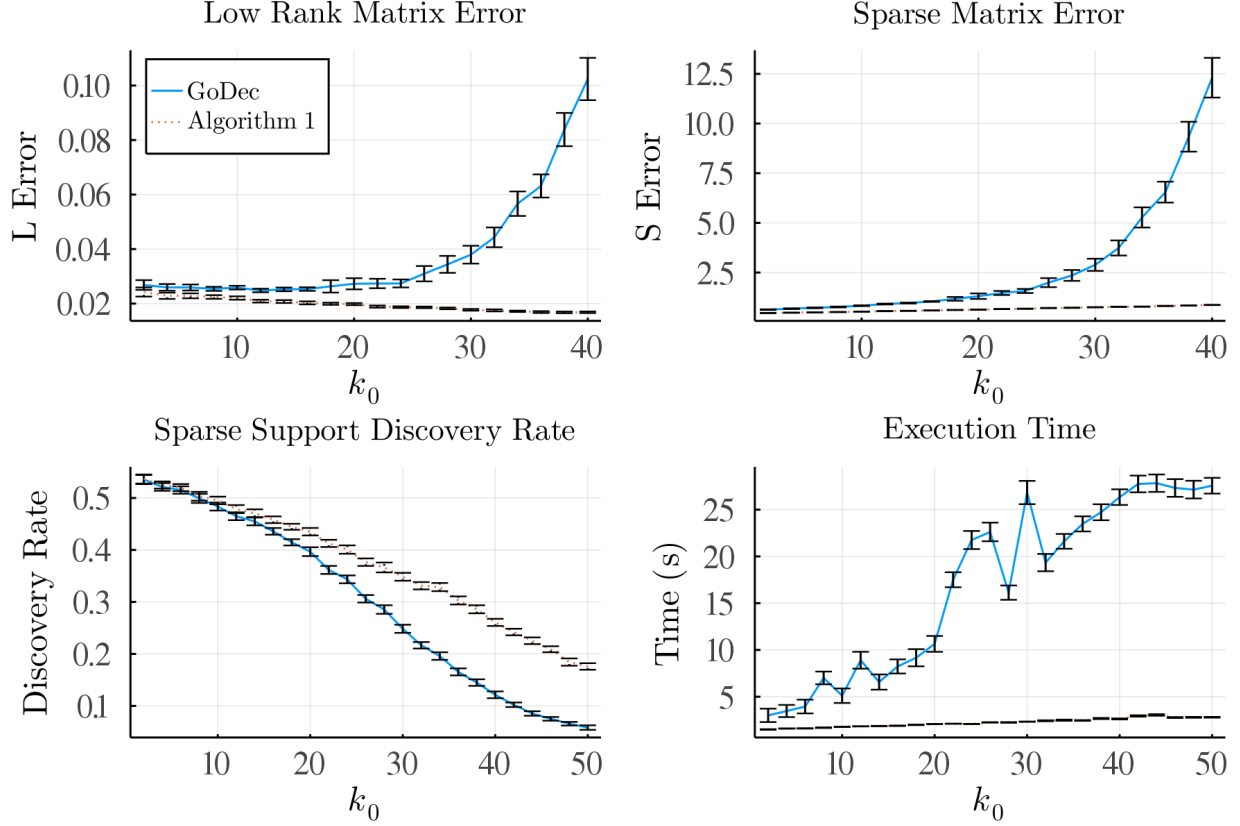 Low Rank Matrix Error
L Error
0.10
0.08
0.06
0.04
0.02
GoDec
Algorithm 1
10 20 30 40
k0
Sparse Matrix Error
S Error
12.5
10.0
7.5
5.0
2.5
10 20 30 40
k0
Sparse Support Discovery Rate
Discovery Rate
0.5
0.4
0.3
0.2
0.1
10 20 30 40 50
k0
Execution Time
Time (s)
25
20
15
10
5
10 20 30 40 50
k0